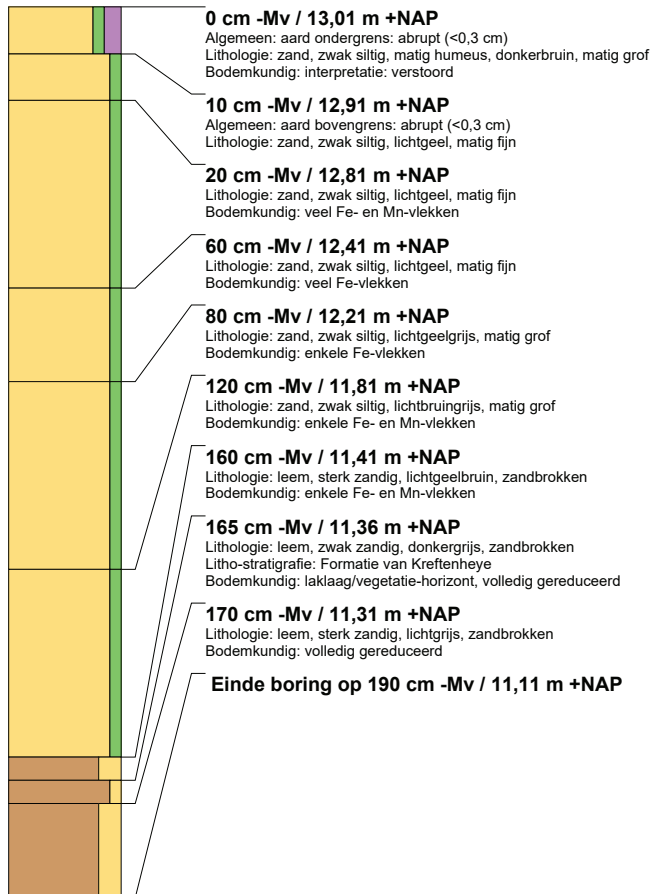 0 cm -Mv / 13,01 m +NAP
Algemeen: aard ondergrens: abrupt (<0,3 cm)
Lithologie: zand, zwak siltig, matig humeus, donkerbruin, matig grof
Bodemkundig: interpretatie: verstoord
10 cm -Mv / 12,91 m +NAP
Algemeen: aard bovengrens: abrupt (<0,3 cm)
Lithologie: zand, zwak siltig, lichtgeel, matig fijn
20 cm -Mv / 12,81 m +NAP
Lithologie: zand, zwak siltig, lichtgeel, matig fijn
Bodemkundig: veel Fe- en Mn-vlekken
60 cm -Mv / 12,41 m +NAP
Lithologie: zand, zwak siltig, lichtgeel, matig fijn
Bodemkundig: veel Fe-vlekken
80 cm -Mv / 12,21 m +NAP
Lithologie: zand, zwak siltig, lichtgeelgrijs, matig grof
Bodemkundig: enkele Fe-vlekken
120 cm -Mv / 11,81 m +NAP
Lithologie: zand, zwak siltig, lichtbruingrijs, matig grof
Bodemkundig: enkele Fe- en Mn-vlekken
160 cm -Mv / 11,41 m +NAP
Lithologie: leem, sterk zandig, lichtgeelbruin, zandbrokken
Bodemkundig: enkele Fe- en Mn-vlekken
165 cm -Mv / 11,36 m +NAP
Lithologie: leem, zwak zandig, donkergrijs, zandbrokken
Litho-stratigrafie: Formatie van Kreftenheye
Bodemkundig: laklaag/vegetatie-horizont, volledig gereduceerd
170 cm -Mv / 11,31 m +NAP
Lithologie: leem, sterk zandig, lichtgrijs, zandbrokken
Bodemkundig: volledig gereduceerd
Einde boring op 190 cm -Mv / 11,11 m +NAP